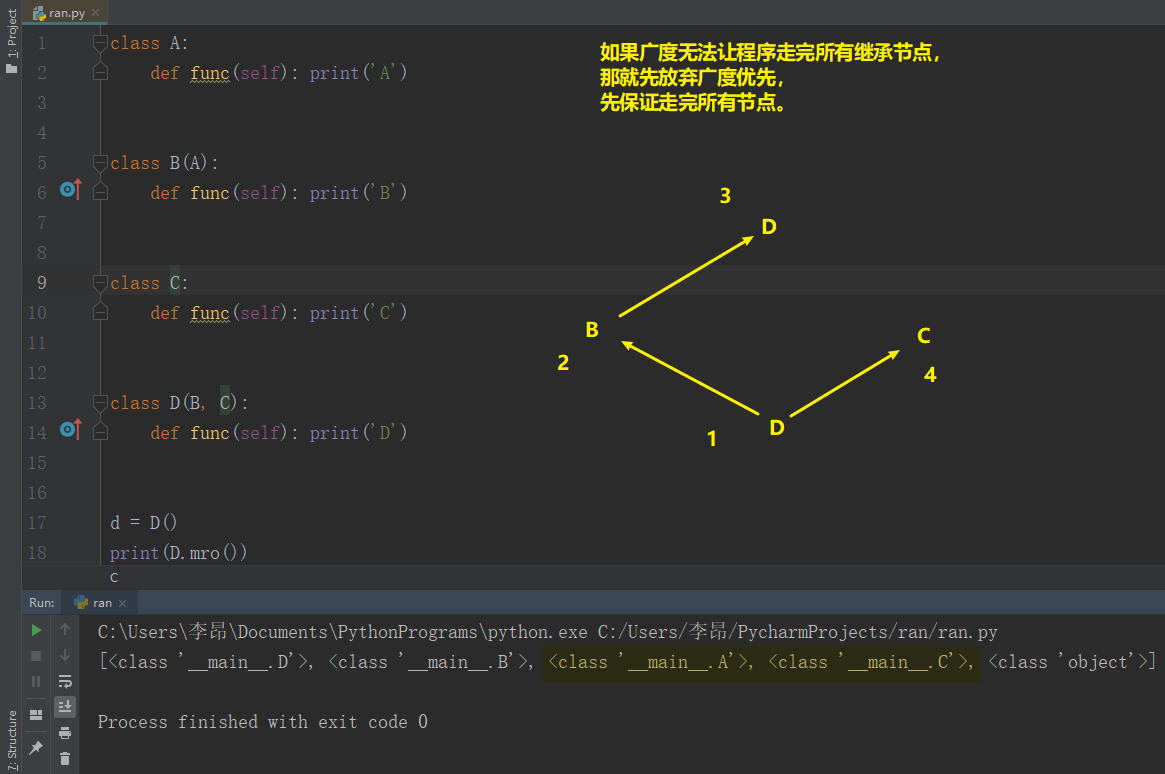 1: Project
ran.py
1 class A:
2 def func(self): print('A')
3
4
5 class B(A):
6 def func(self): print('B')
7
8
9 class C:
10 def func(self): print('C')
11
12
13 class D(B, C):
14 def func(self): print('D')
15
16
17 d = D()
18 print(D.mro())
C
如果广度无法让程序走完所有继承节点，
那就先放弃广度优先，
先保证走完所有节点。
3
D
B
2
C
4
D
1
Run: ran
C:\Users\李昂\Documents\PythonPrograms\python.exe C:/Users/李昂/PycharmProjects/ran/ran.py
[<class '__main__.D'>, <class '__main__.B'>, <class '__main__.A'>, <class '__main__.C'>, <class 'object'>]
Process finished with exit code 0
7: Structure